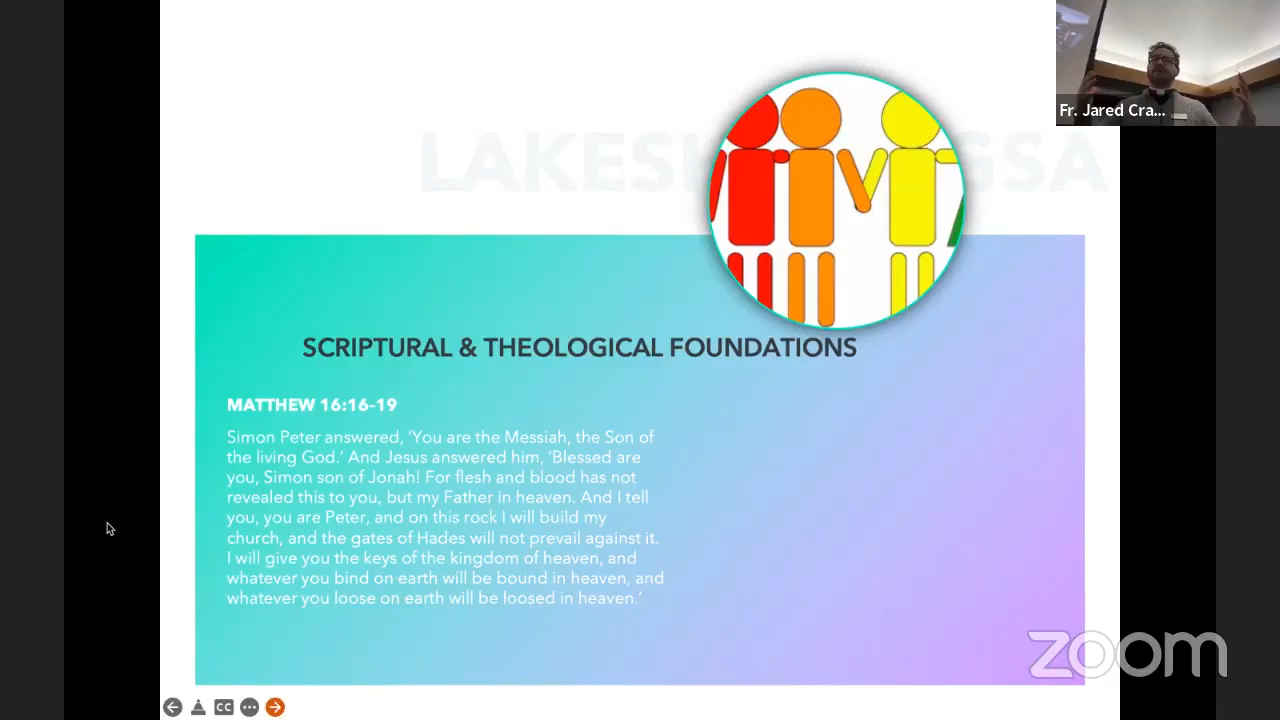 Fr. Jared Cra...
GSA
SCRIPTURAL & THEOLOGICAL FOUNDATIONS
MATTHEW 16:16-19
Simon Peter answered, ‘You are the Messiah, the Son of
the living God.’ And Jesus answered him, ‘Blessed are
you, Simon son of Jonah! For flesh and blood has not
revealed this to you, but my Father in heaven. And I tell
you, you are Peter, and on this rock I will build my
church, and the gates of Hades will not prevail against it.
I will give you the keys of the kingdom of heaven, and
whatever you bind on earth will be bound in heaven, and
whatever you loose on earth will be loosed in heaven.’
zoom
CC